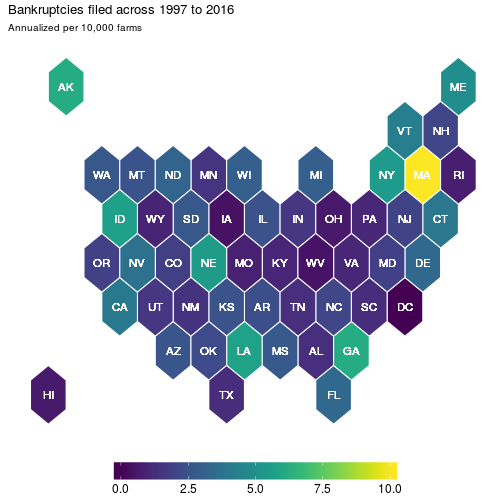 Bankruptcies filed across 1997 to 2016
Annualized per 10,000 farms
AK ME
VT NH
WA MT ND MN WI MI NY MA RI
ID WY SD IA IL IN OH PA NJ CT
OR NV CO NE MO KY WV VA MD DE
CA UT NM KS AR TN NC SC DC
AZ OK LA MS AL GA
HI TX FL
0.0 2.5 5.0 7.5 10.0